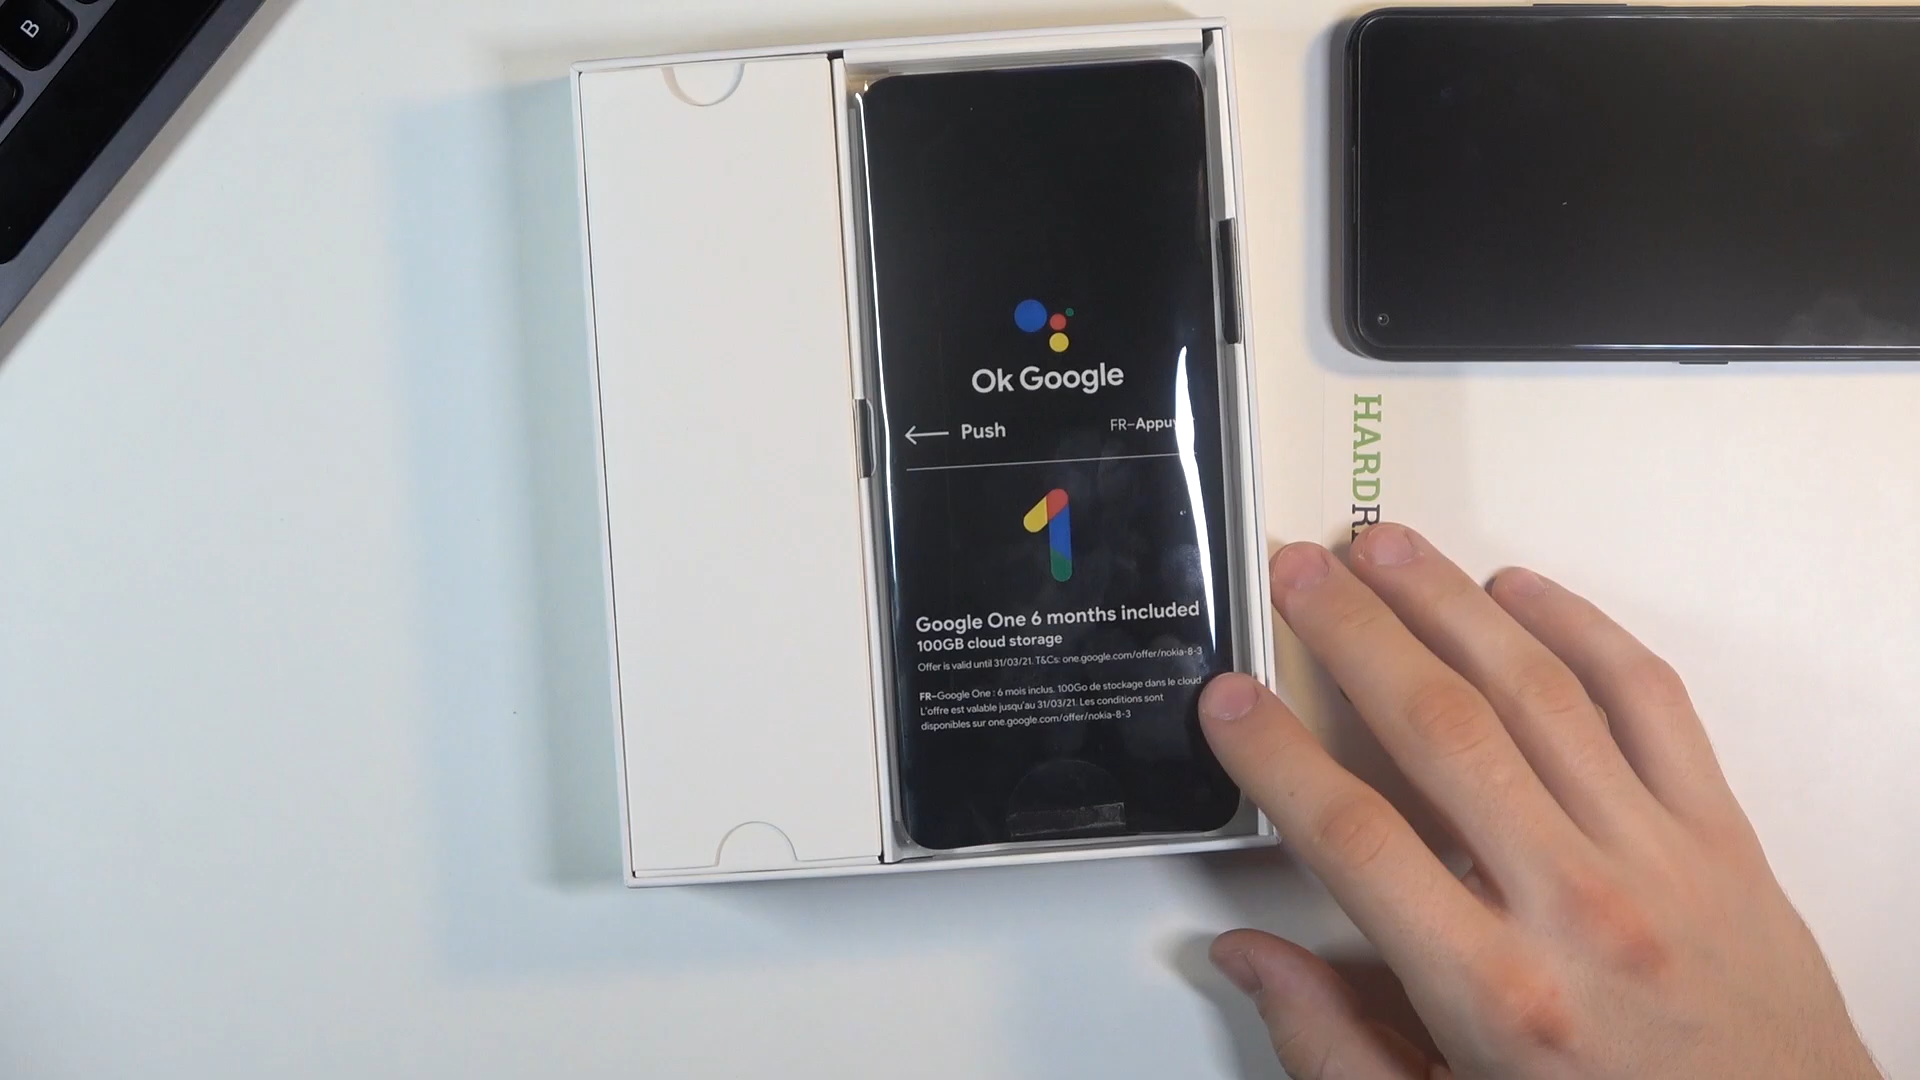 B
Ok Google
Push
FR–Appuy
Google One 6 months included
100GB cloud storage
Offer is valid until 31/03/21. T&Cs: one.google.com/offer/nokia-8-3
FR–Google One : 6 mois inclus. 100Go de stockage dans le cloud
L'offre est valable jusqu'au 31/03/21. Les conditions sont
disponibles sur one.google.com/offer/nokia-8-3
HARDR